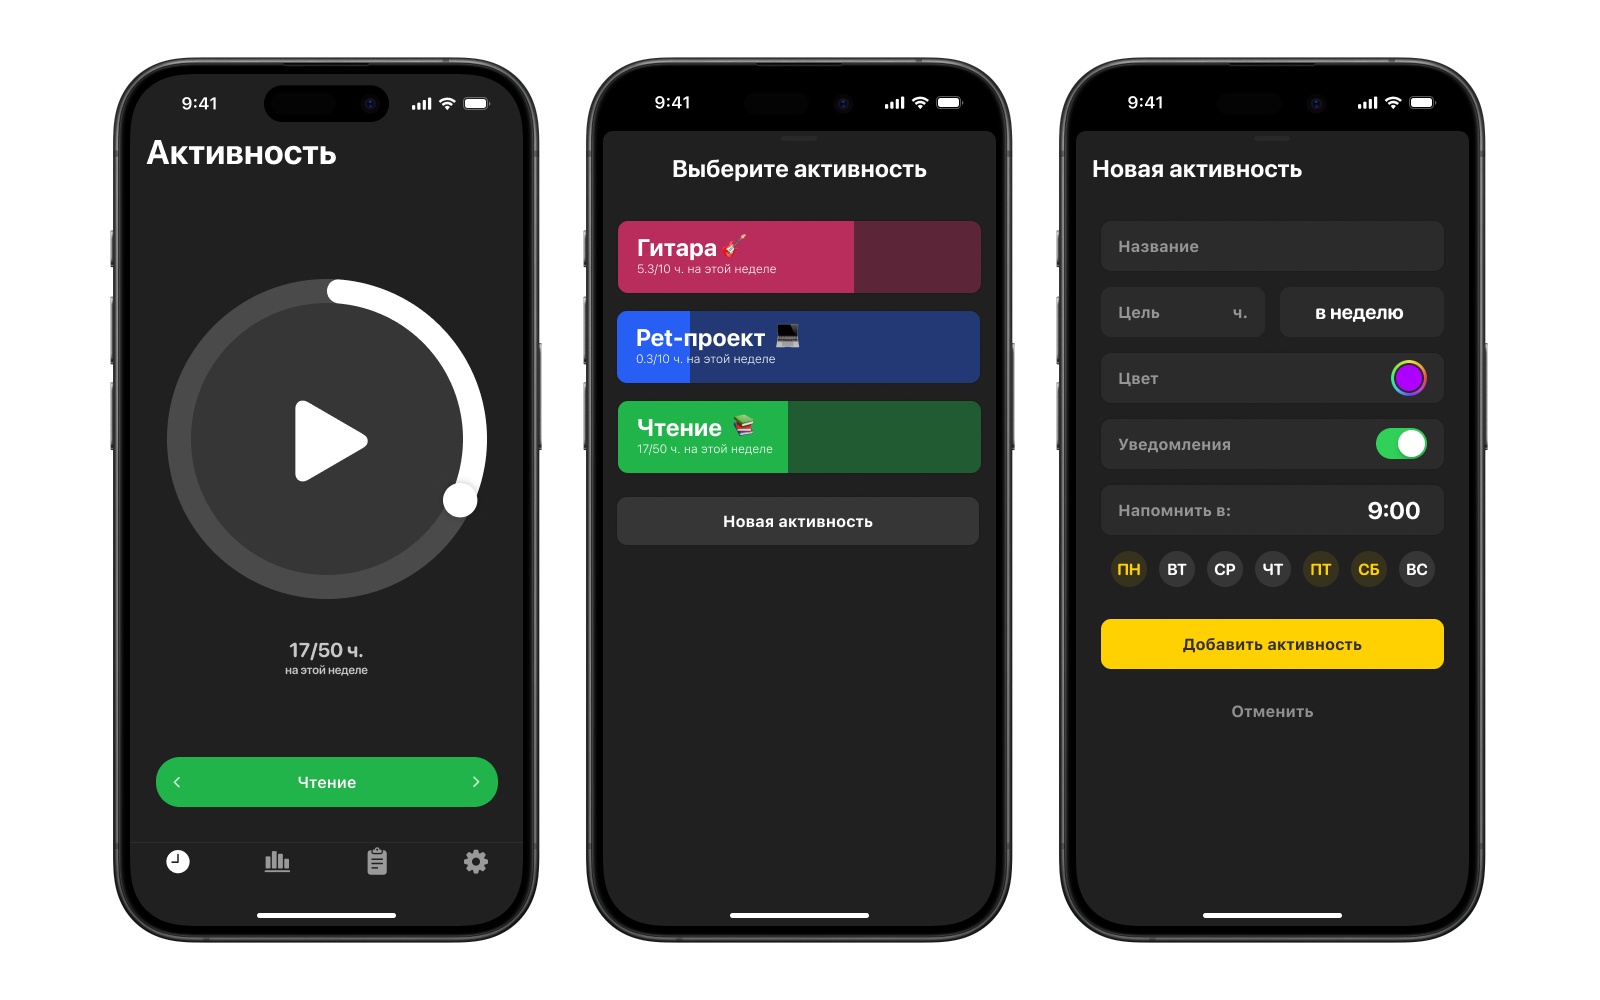 9:41
Активность
17/50 ч.
на этой неделе
Чтение
9:41
Выберите активность
Гитара🎸
5.3/10 ч. на этой неделе
Pet-проект 💻
0.3/10 ч. на этой неделе
Чтение 📚
17/50 ч. на этой неделе
Новая активность
9:41
Новая активность
Название
Цель ч. в неделю
Цвет
Уведомления
Напомнить в: 9:00
ПН ВТ СР ЧТ ПТ СБ ВС
Добавить активность
Отменить